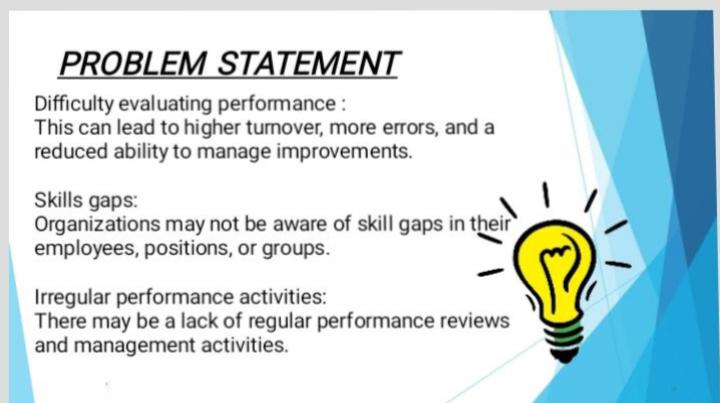 PROBLEM STATEMENT
Difficulty evaluating performance :
This can lead to higher turnover, more errors, and a
reduced ability to manage improvements.
Skills gaps:
Organizations may not be aware of skill gaps in their
employees, positions, or groups.
Irregular performance activities:
There may be a lack of regular performance reviews
and management activities.